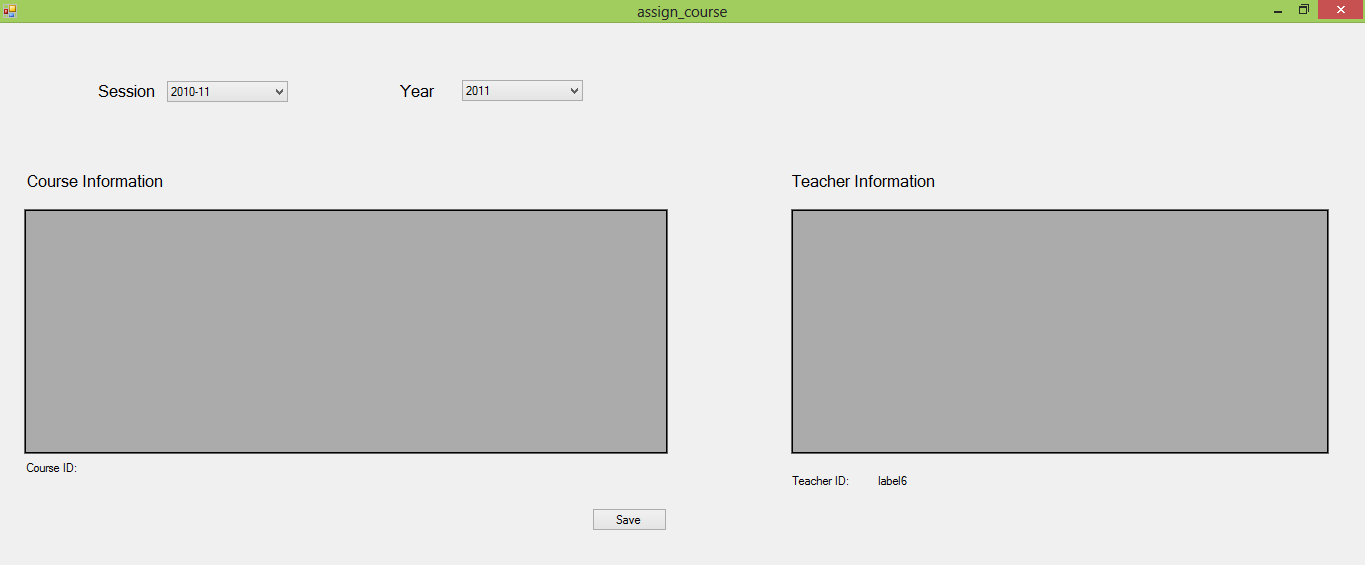 assign_course
Session 2010-11 Year 2011
Course Information Teacher Information
Course ID:
Teacher ID: label6
Save